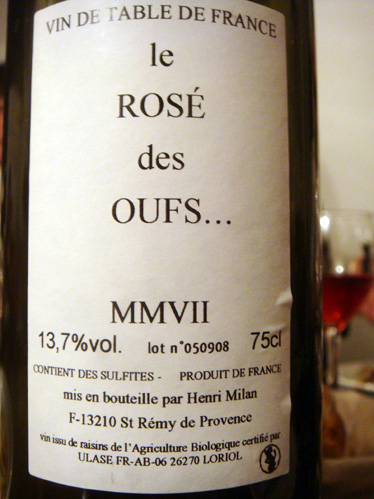 VIN DE TABLE DE FRANCE
le
ROSÉ
des
OUFS...
MMVII
13,7%vol. lot n°050908 75cl
CONTIENT DES SULFITES - PRODUIT DE FRANCE
mis en bouteille par Henri Milan
F-13210 St Rémy de Provence
vin issu de raisins de l'Agriculture Biologique certifié par
ULASE FR-AB-06 26270 LORIOL